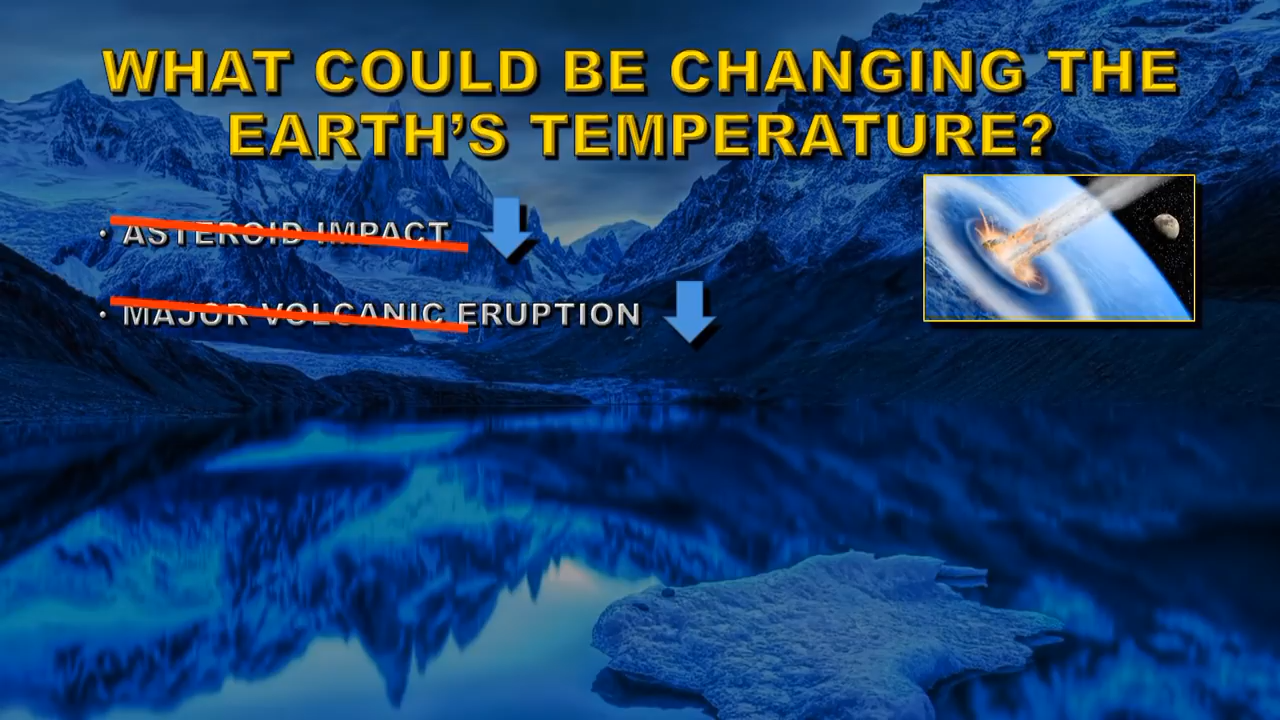 WHAT COULD BE CHANGING THE
EARTH’S TEMPERATURE?
• ASTEROID IMPACT
• MAJOR VOLCANIC ERUPTION